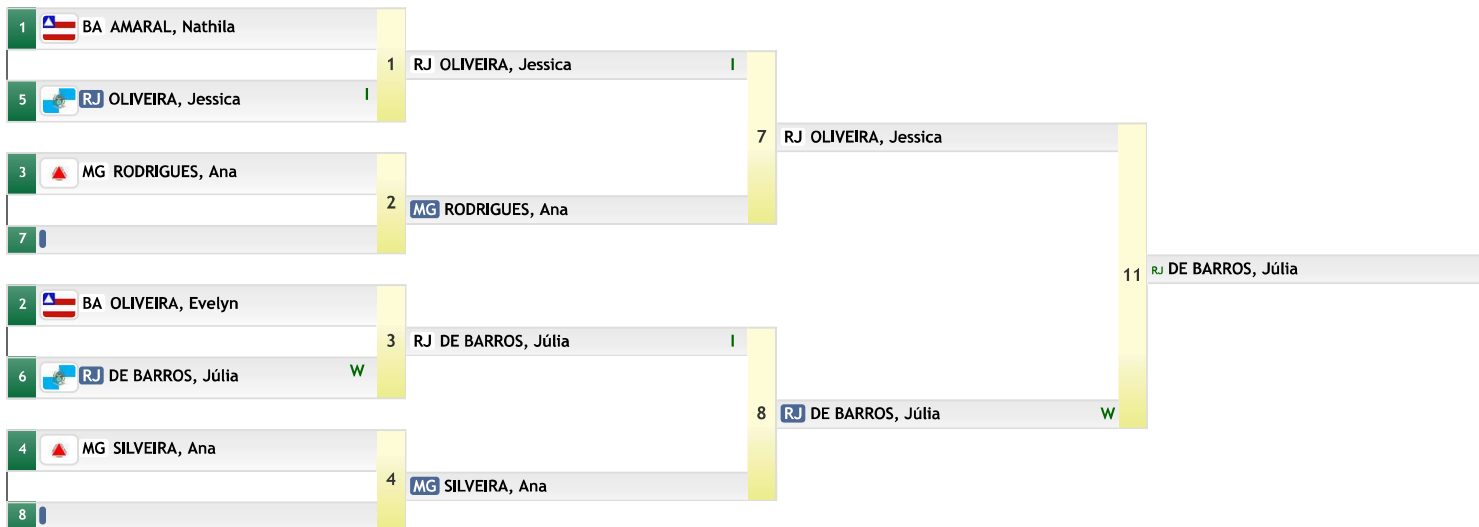 1 BA AMARAL, Nathila
1 RJ OLIVEIRA, Jessica I
5 RJ OLIVEIRA, Jessica I
7 RJ OLIVEIRA, Jessica
3 MG RODRIGUES, Ana
2 MG RODRIGUES, Ana
7
11 RJ DE BARROS, Júlia
2 BA OLIVEIRA, Evelyn
3 RJ DE BARROS, Júlia I
6 RJ DE BARROS, Júlia W
8 RJ DE BARROS, Júlia W
4 MG SILVEIRA, Ana
4 MG SILVEIRA, Ana
8